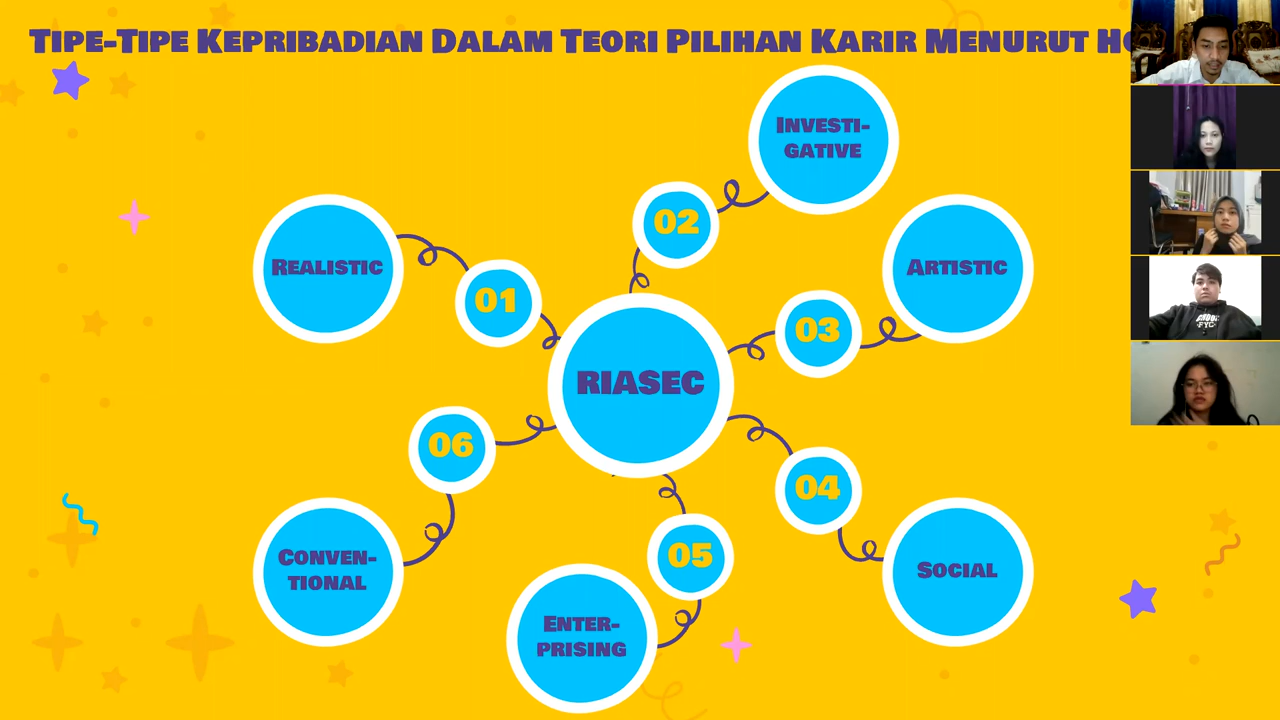 Tipe-Tipe Kepribadian Dalam Teori Pilihan Karir Menurut
Investi-
gative
02
Realistic
Artistic
01
03
RIASEC
06
04
Conven-
tional
05
Social
Enter-
prising